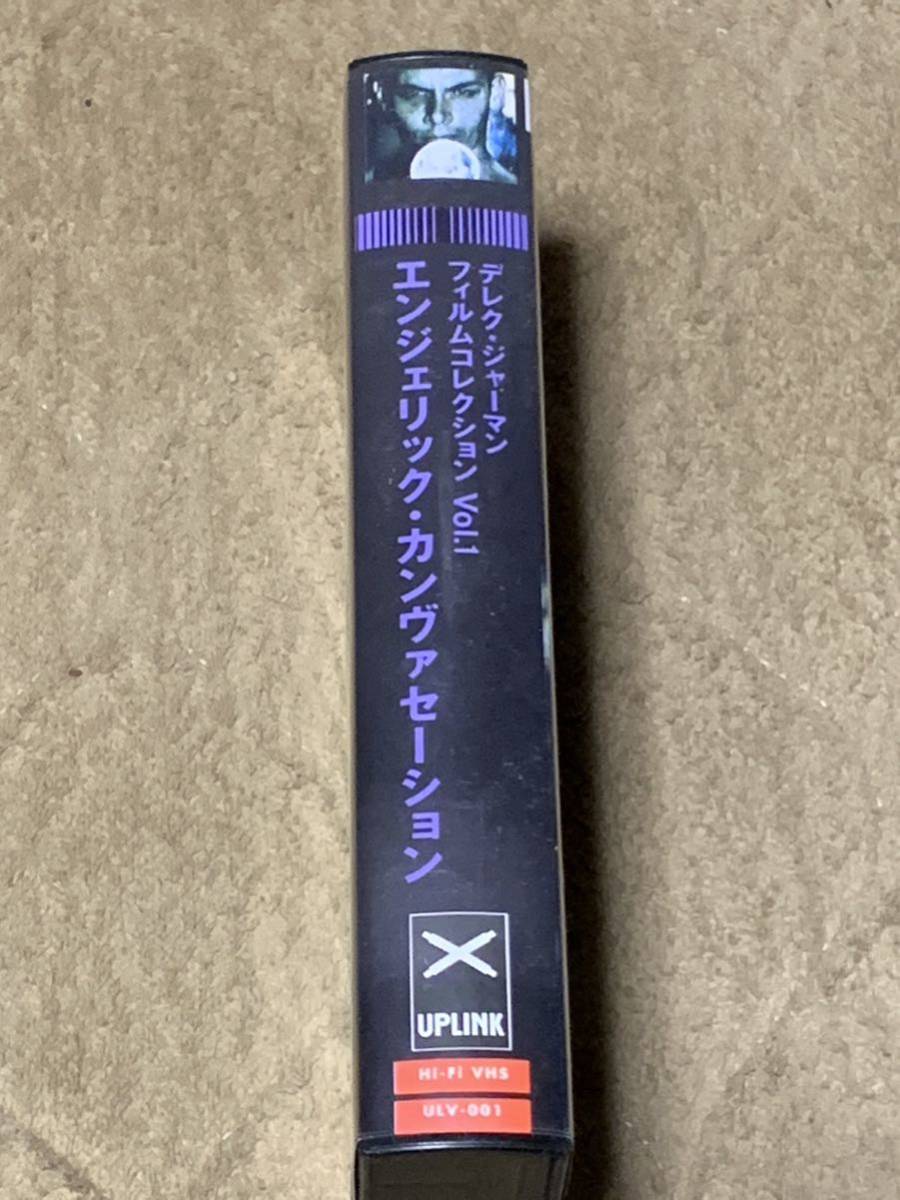 デレク・ジャーマン
フィルムコレクション Vol.1
エンジェリック・カンヴァセーション
UPLINK
Hi-Fi VHS
ULV-001